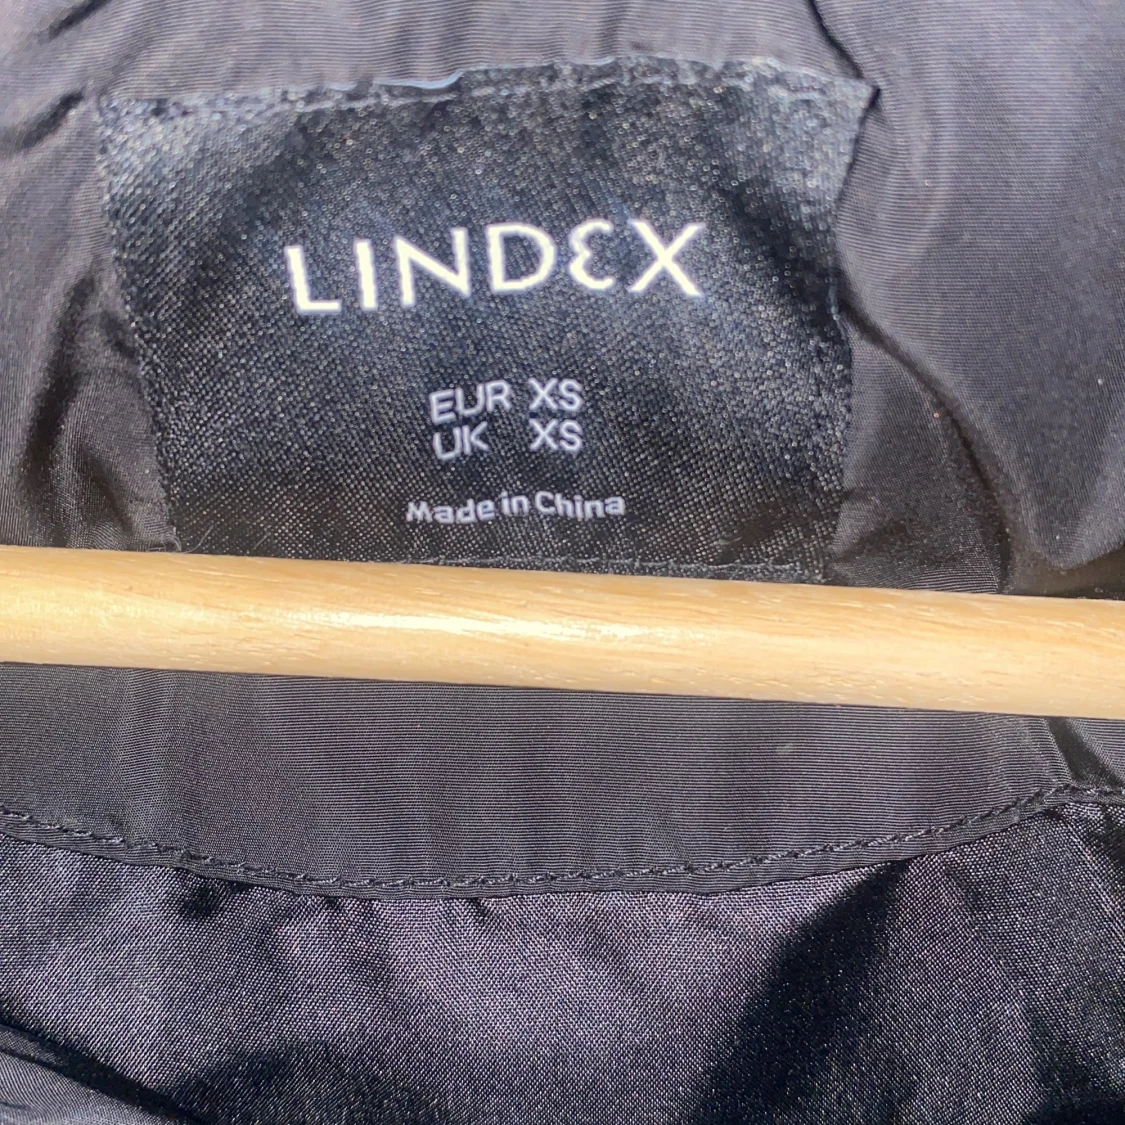 LINDEX
EUR XS
UK XS
Made in China